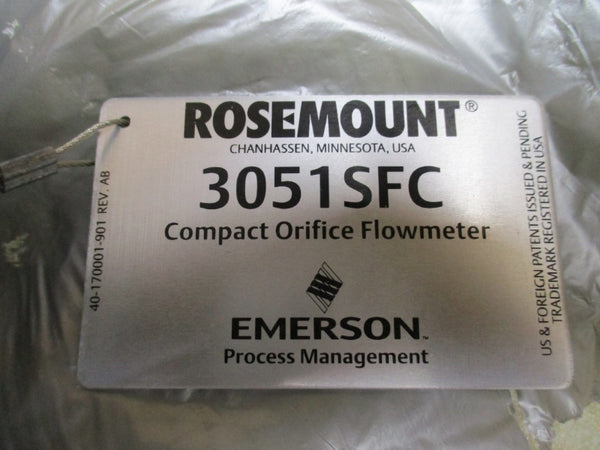 ROSEMOUNT®
CHANHASSEN, MINNESOTA, USA
3051SFC
Compact Orifice Flowmeter
EMERSON™
Process Management
40-170001-901 REV. AB
US & FOREIGN PATENTS ISSUED & PENDING
TRADEMARK REGISTERED IN USA